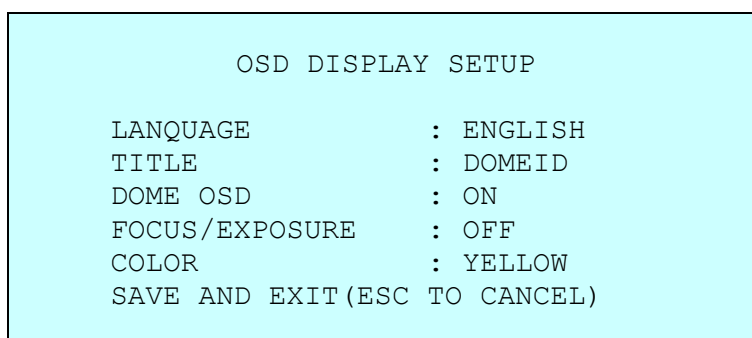 OSD DISPLAY SETUP
LANQUAGE : ENGLISH
TITLE : DOMEID
DOME OSD : ON
FOCUS/EXPOSURE : OFF
COLOR : YELLOW
SAVE AND EXIT(ESC TO CANCEL)